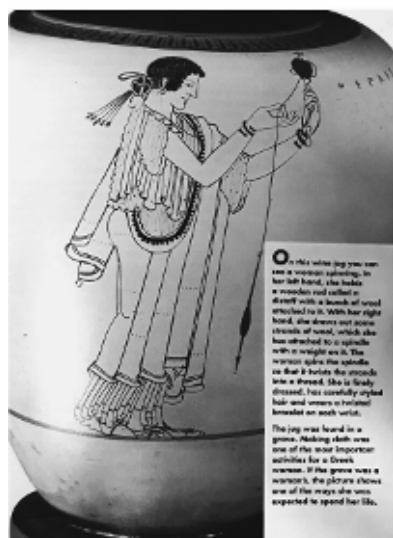 On this wine jug you can
see a woman spinning. In
her left hand, she holds
a wooden rod called a
distaff with a bunch of wool
attached to it. With her right
hand, she draws out some
strands of wool, which she
has attached to a spindle
with a weight on it. The
woman spins the spindle
so that it twists the strands
into a thread. She is finely
dressed, has carefully styled
hair and wears a twisted
bracelet on each wrist.
The jug was found in a
grave. Making cloth was
one of the most important
activities for a Greek
woman. If the grave was a
woman's, the picture shows
one of the ways she was
expected to spend her life.